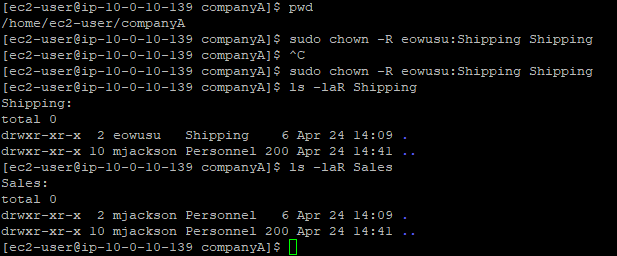 [ec2-user@ip-10-0-10-139 companyA]$ pwd
/home/ec2-user/companyA
[ec2-user@ip-10-0-10-139 companyA]$ sudo chown -R eowusu:Shipping Shipping
[ec2-user@ip-10-0-10-139 companyA]$ ^C
[ec2-user@ip-10-0-10-139 companyA]$ sudo chown -R eowusu:Shipping Shipping
[ec2-user@ip-10-0-10-139 companyA]$ ls -laR Shipping
Shipping:
total 0
drwxr-xr-x  2 eowusu   Shipping    6 Apr 24 14:09 .
drwxr-xr-x 10 mjackson Personnel 200 Apr 24 14:41 ..
[ec2-user@ip-10-0-10-139 companyA]$ ls -laR Sales
Sales:
total 0
drwxr-xr-x  2 mjackson Personnel   6 Apr 24 14:09 .
drwxr-xr-x 10 mjackson Personnel 200 Apr 24 14:41 ..
[ec2-user@ip-10-0-10-139 companyA]$